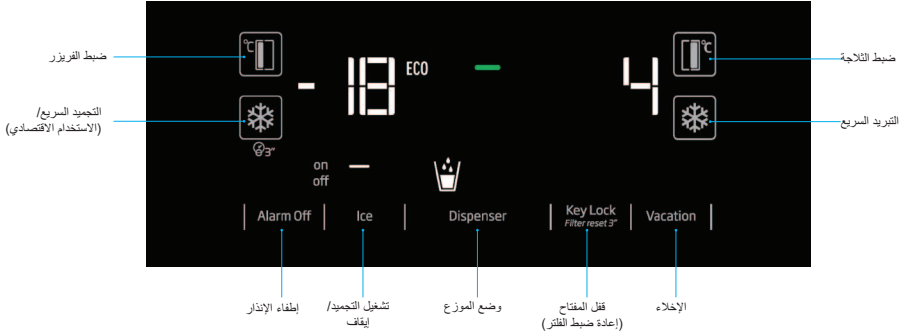 ضبط الفريزر
°C
- 18
ECO
4
°C
ضبط الثلاجة
التجميد السريع/
(الاستخدام الاقتصادي)
3"
التبريد السريع
on
off
Alarm Off
Ice
Dispenser
Key Lock
Filter reset 3"
Vacation
إطفاء الإنذار
تشغيل التجميد/
إيقاف
وضع الموزع
قفل المفتاح
(إعادة ضبط الفلتر)
الإخلاء